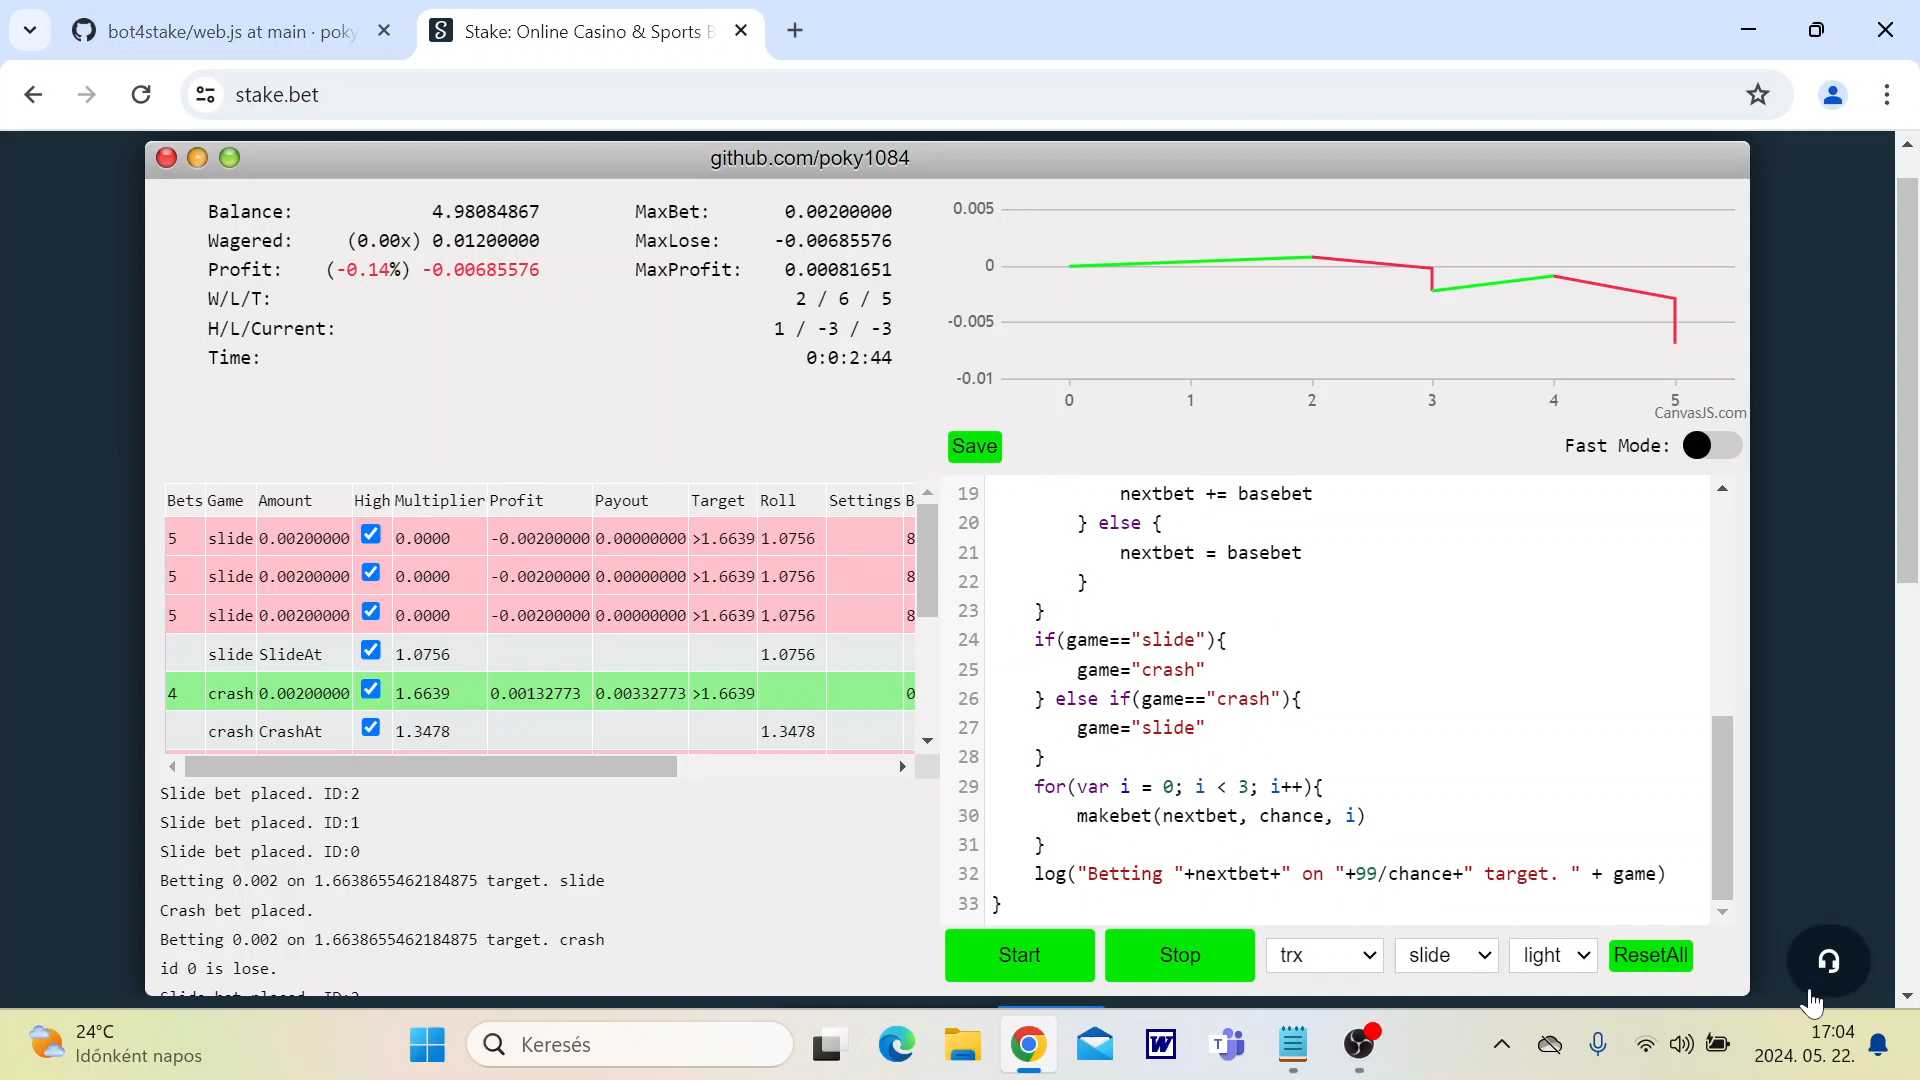 bot4stake/web.js at main · poky
Stake: Online Casino & Sports B
stake.bet
github.com/poky1084
Balance: 4.98084867
Wagered: (0.00x) 0.01200000
Profit: (-0.14%) -0.00685576
W/L/T: 2 / 6 / 5
H/L/Current: 1 / -3 / -3
Time: 0:0:2:44
MaxBet: 0.00200000
MaxLose: -0.00685576
MaxProfit: 0.00081651
0.005
0
-0.005
-0.01
0 1 2 3 4 5
CanvasJS.com
Save
Fast Mode:
Bets Game Amount High Multiplier Profit Payout Target Roll Settings B
5 slide 0.00200000 0.0000 -0.00200000 0.00000000 >1.6639 1.0756 8
5 slide 0.00200000 0.0000 -0.00200000 0.00000000 >1.6639 1.0756 8
5 slide 0.00200000 0.0000 -0.00200000 0.00000000 >1.6639 1.0756 8
slide SlideAt 1.0756 1.0756
4 crash 0.00200000 1.6639 0.00132773 0.00332773 >1.6639 0
crash CrashAt 1.3478 1.3478
Slide bet placed. ID:2
Slide bet placed. ID:1
Slide bet placed. ID:0
Betting 0.002 on 1.6638655462184875 target. slide
Crash bet placed.
Betting 0.002 on 1.6638655462184875 target. crash
id 0 is lose.
Slide bet placed. ID:2
19 nextbet += basebet
20 } else {
21 nextbet = basebet
22 }
23 }
24 if(game=="slide"){
25 game="crash"
26 } else if(game=="crash"){
27 game="slide"
28 }
29 for(var i = 0; i < 3; i++){
30 makebet(nextbet, chance, i)
31 }
32 log("Betting "+nextbet+" on "+99/chance+" target. " + game)
33 }
Start
Stop
trx
slide
light
ResetAll
24°C
Időnként napos
Keresés
17:04
2024. 05. 22.